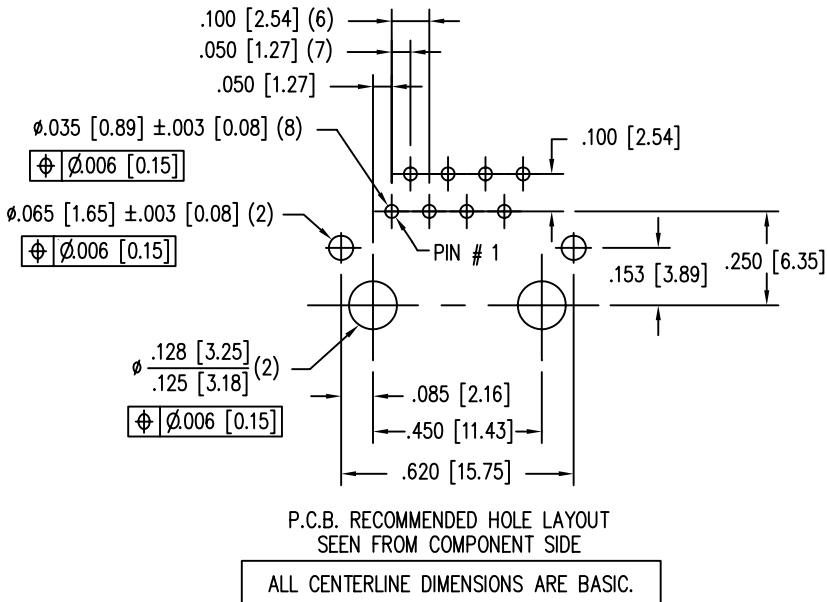 .100 [2.54] (6)
.050 [1.27] (7)
.050 [1.27]
ø.035 [0.89] ±.003 [0.08] (8)
.100 [2.54]
⌖ Ø.006 [0.15]
ø.065 [1.65] ±.003 [0.08] (2)
⌖ Ø.006 [0.15]
PIN # 1
.153 [3.89]
.250 [6.35]
ø .128 [3.25]
.125 [3.18] (2)
⌖ Ø.006 [0.15]
.085 [2.16]
.450 [11.43]
.620 [15.75]
P.C.B. RECOMMENDED HOLE LAYOUT
SEEN FROM COMPONENT SIDE
ALL CENTERLINE DIMENSIONS ARE BASIC.